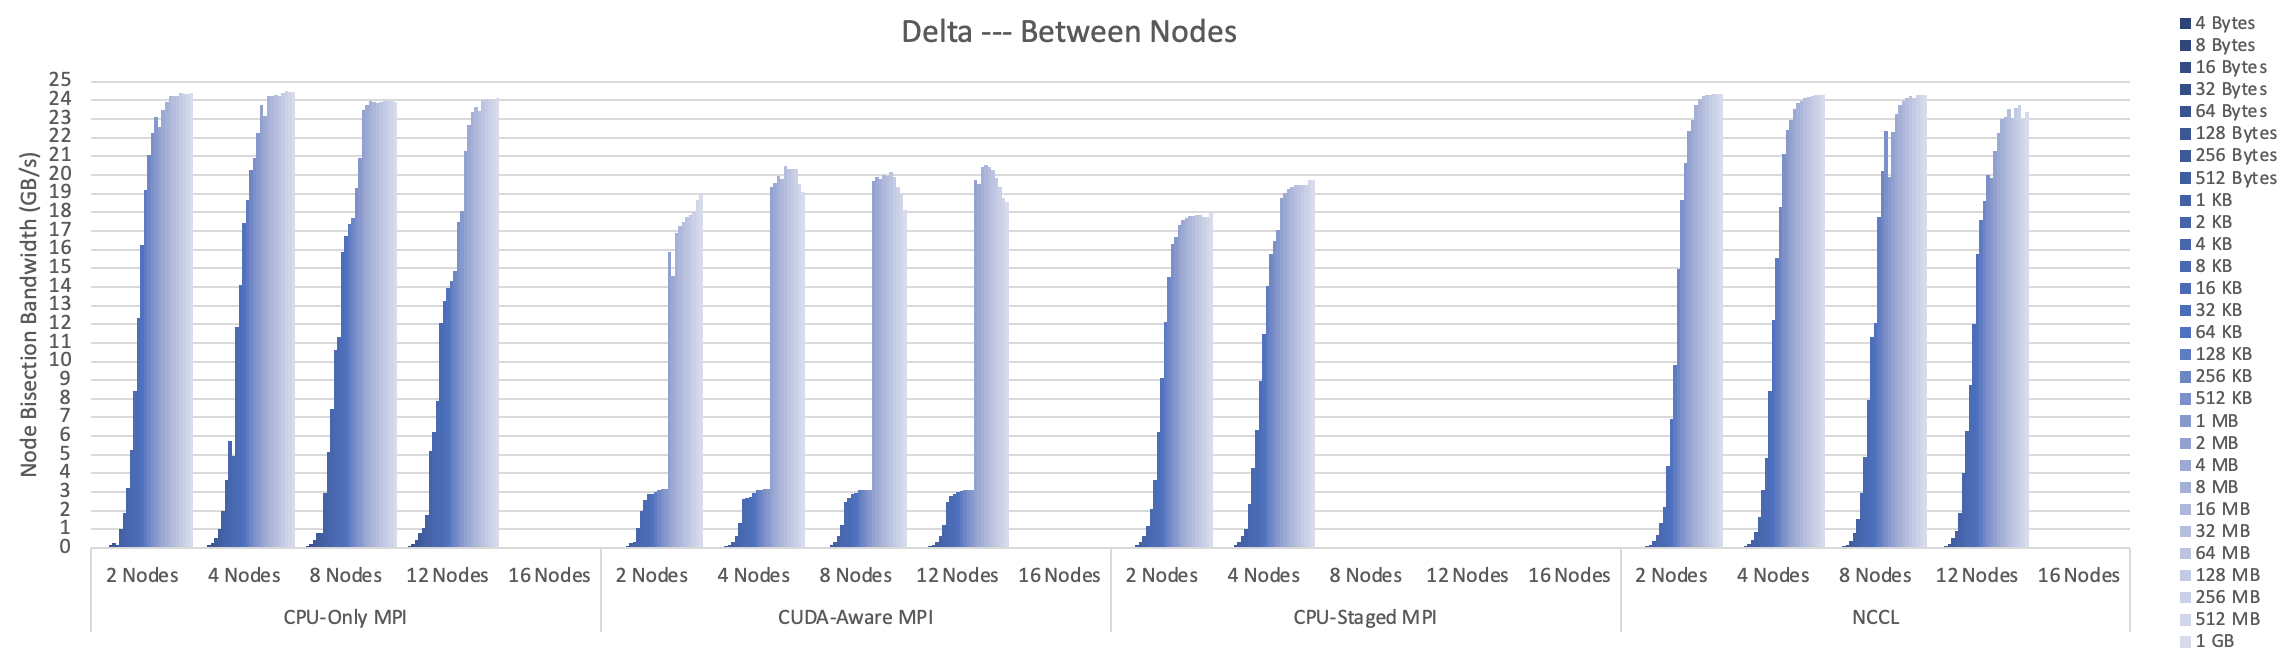 Delta --- Between Nodes
Node Bisection Bandwidth (GB/s)
25
24
23
22
21
20
19
18
17
16
15
14
13
12
11
10
9
8
7
6
5
4
3
2
1
0
2 Nodes 4 Nodes 8 Nodes 12 Nodes 16 Nodes 2 Nodes 4 Nodes 8 Nodes 12 Nodes 16 Nodes 2 Nodes 4 Nodes 8 Nodes 12 Nodes 16 Nodes 2 Nodes 4 Nodes 8 Nodes 12 Nodes 16 Nodes
CPU-Only MPI CUDA-Aware MPI CPU-Staged MPI NCCL
4 Bytes
8 Bytes
16 Bytes
32 Bytes
64 Bytes
128 Bytes
256 Bytes
512 Bytes
1 KB
2 KB
4 KB
8 KB
16 KB
32 KB
64 KB
128 KB
256 KB
512 KB
1 MB
2 MB
4 MB
8 MB
16 MB
32 MB
64 MB
128 MB
256 MB
512 MB
1 GB